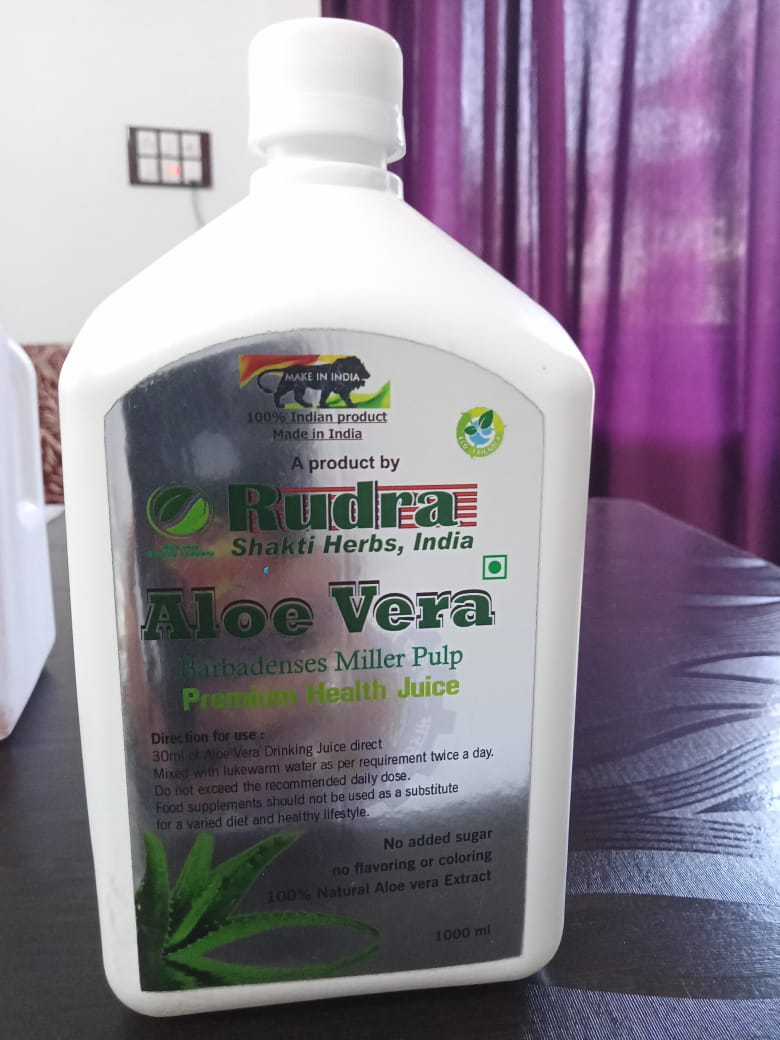 MAKE IN INDIA
100% Indian product
Made in India
ECO-FRIENDLY
A product by
Rudra
Shakti Herbs, India
Aloe Vera
Barbadenses Miller Pulp
Premium Health Juice
Direction for use :
30ml of Aloe Vera Drinking Juice direct
Mixed with lukewarm water as per requirement twice a day.
Do not exceed the recommended daily dose.
Food supplements should not be used as a substitute
for a varied diet and healthy lifestyle.
No added sugar
no flavoring or coloring
100% Natural Aloe vera Extract
1000 ml